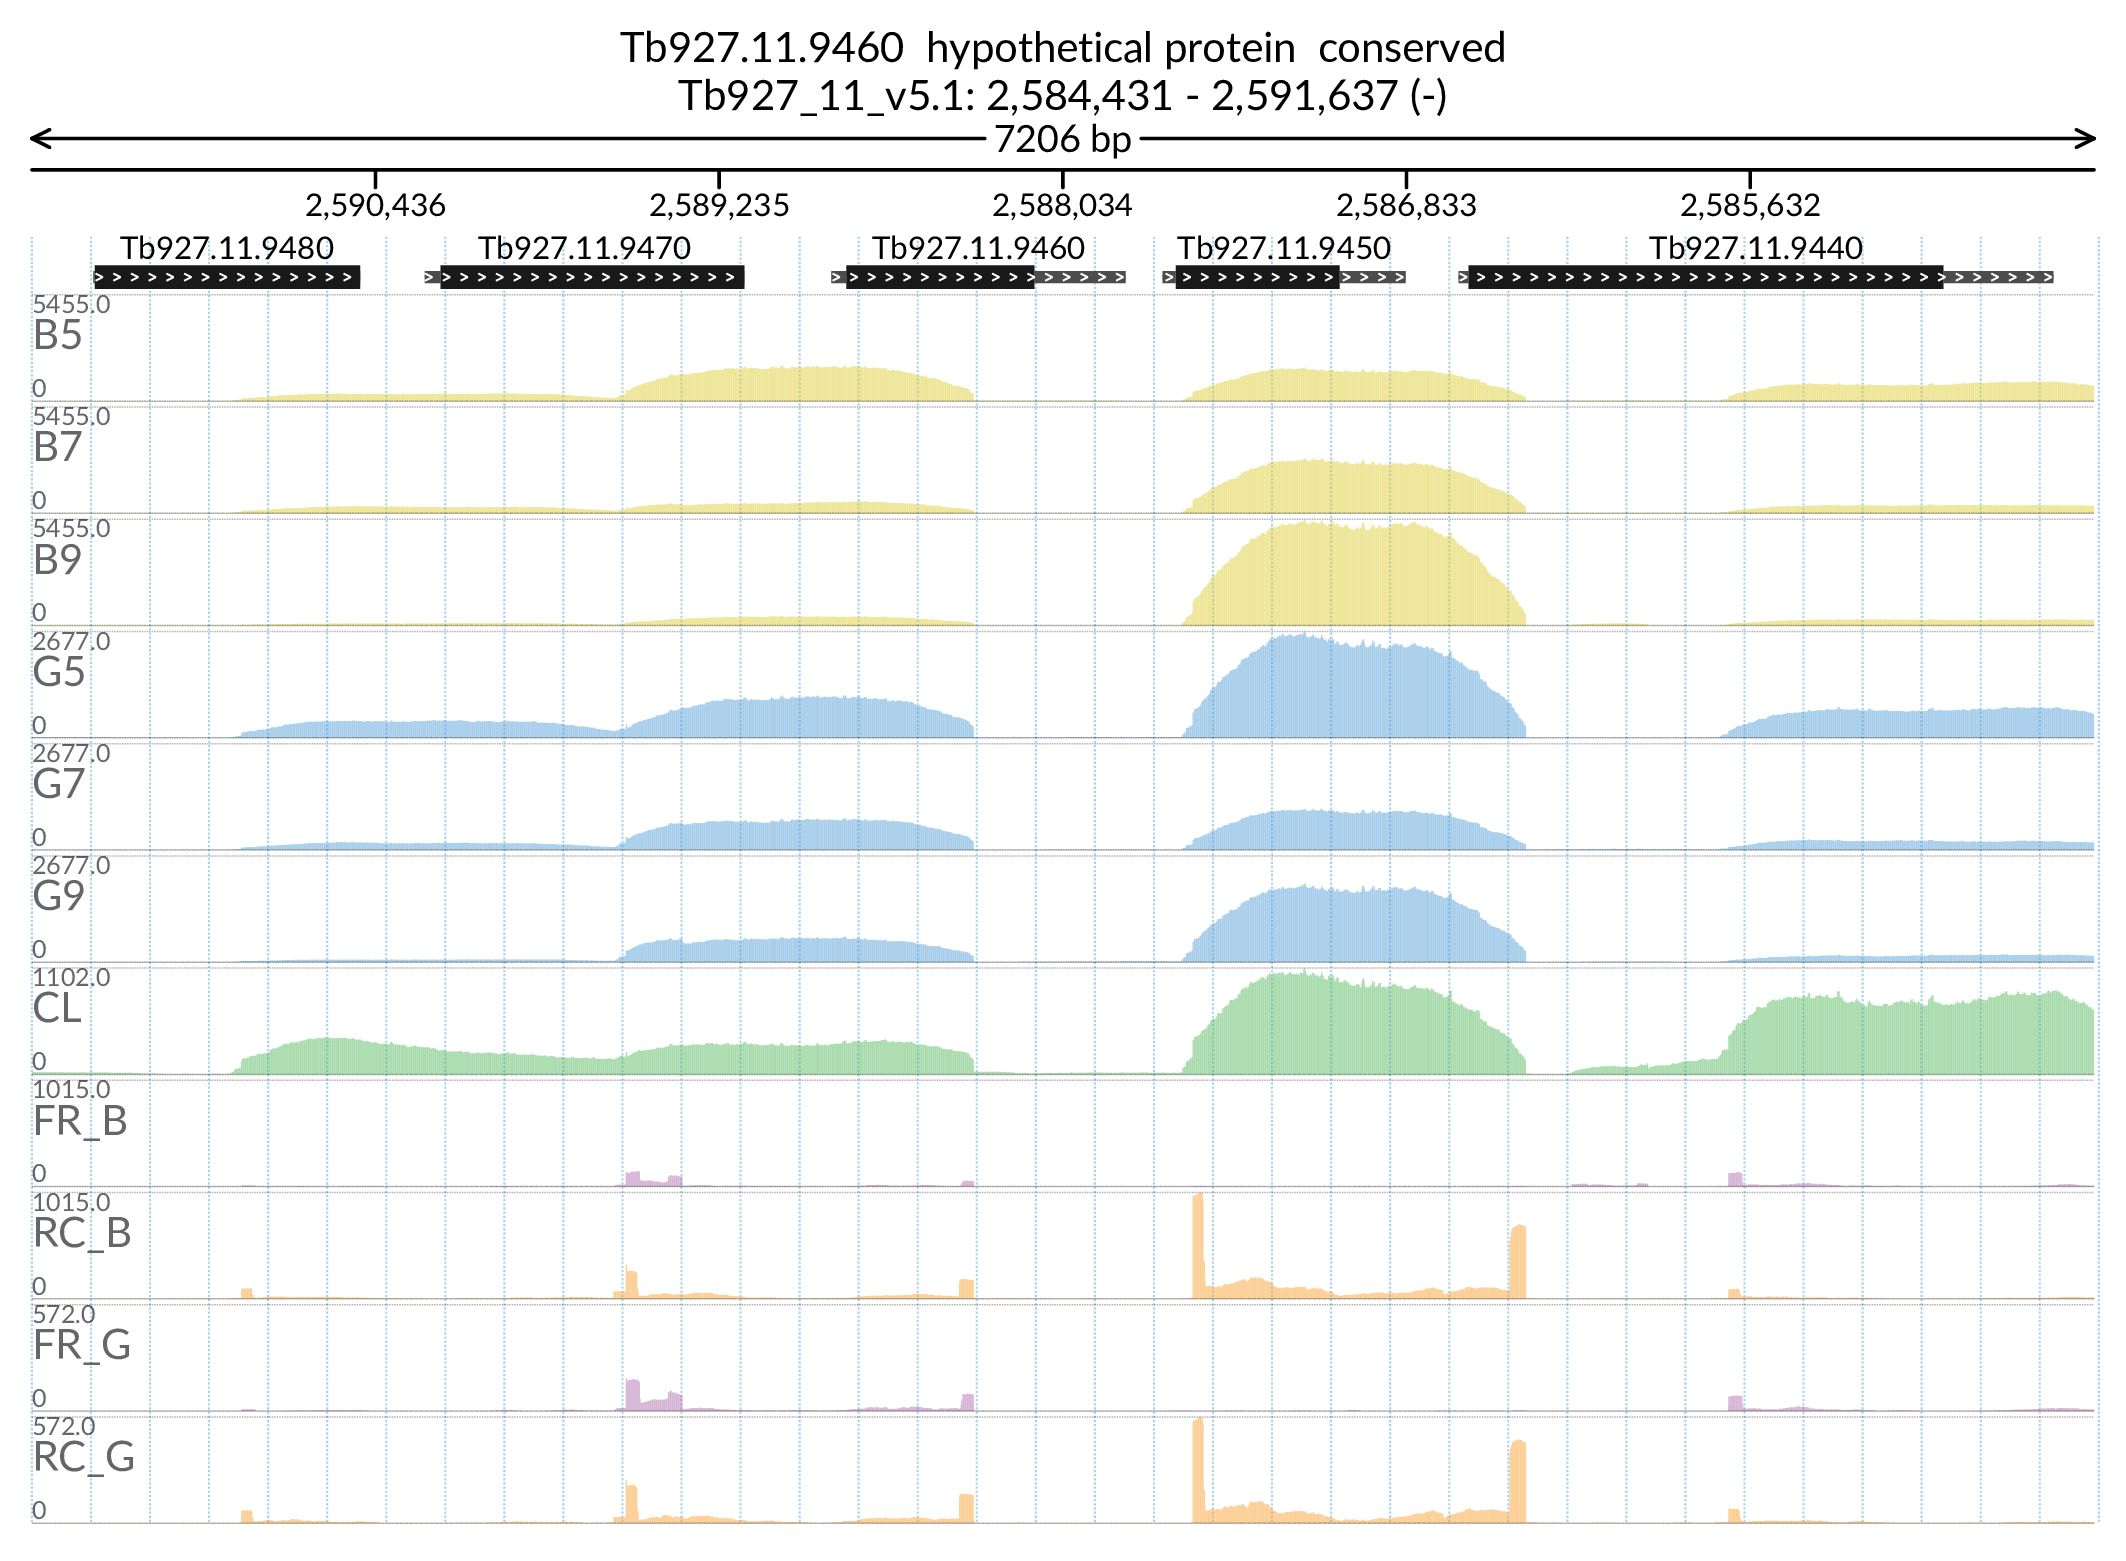 Tb927.11.9460 hypothetical protein conserved
Tb927_11_v5.1: 2,584,431 - 2,591,637 (-)
7206 bp
2,590,436 2,589,235 2,588,034 2,586,833 2,585,632
Tb927.11.9480 Tb927.11.9470 Tb927.11.9460 Tb927.11.9450 Tb927.11.9440
5455.0
B5
0
5455.0
B7
0
5455.0
B9
0
2677.0
G5
0
2677.0
G7
0
2677.0
G9
0
1102.0
CL
0
1015.0
FR_B
0
1015.0
RC_B
0
572.0
FR_G
0
572.0
RC_G
0